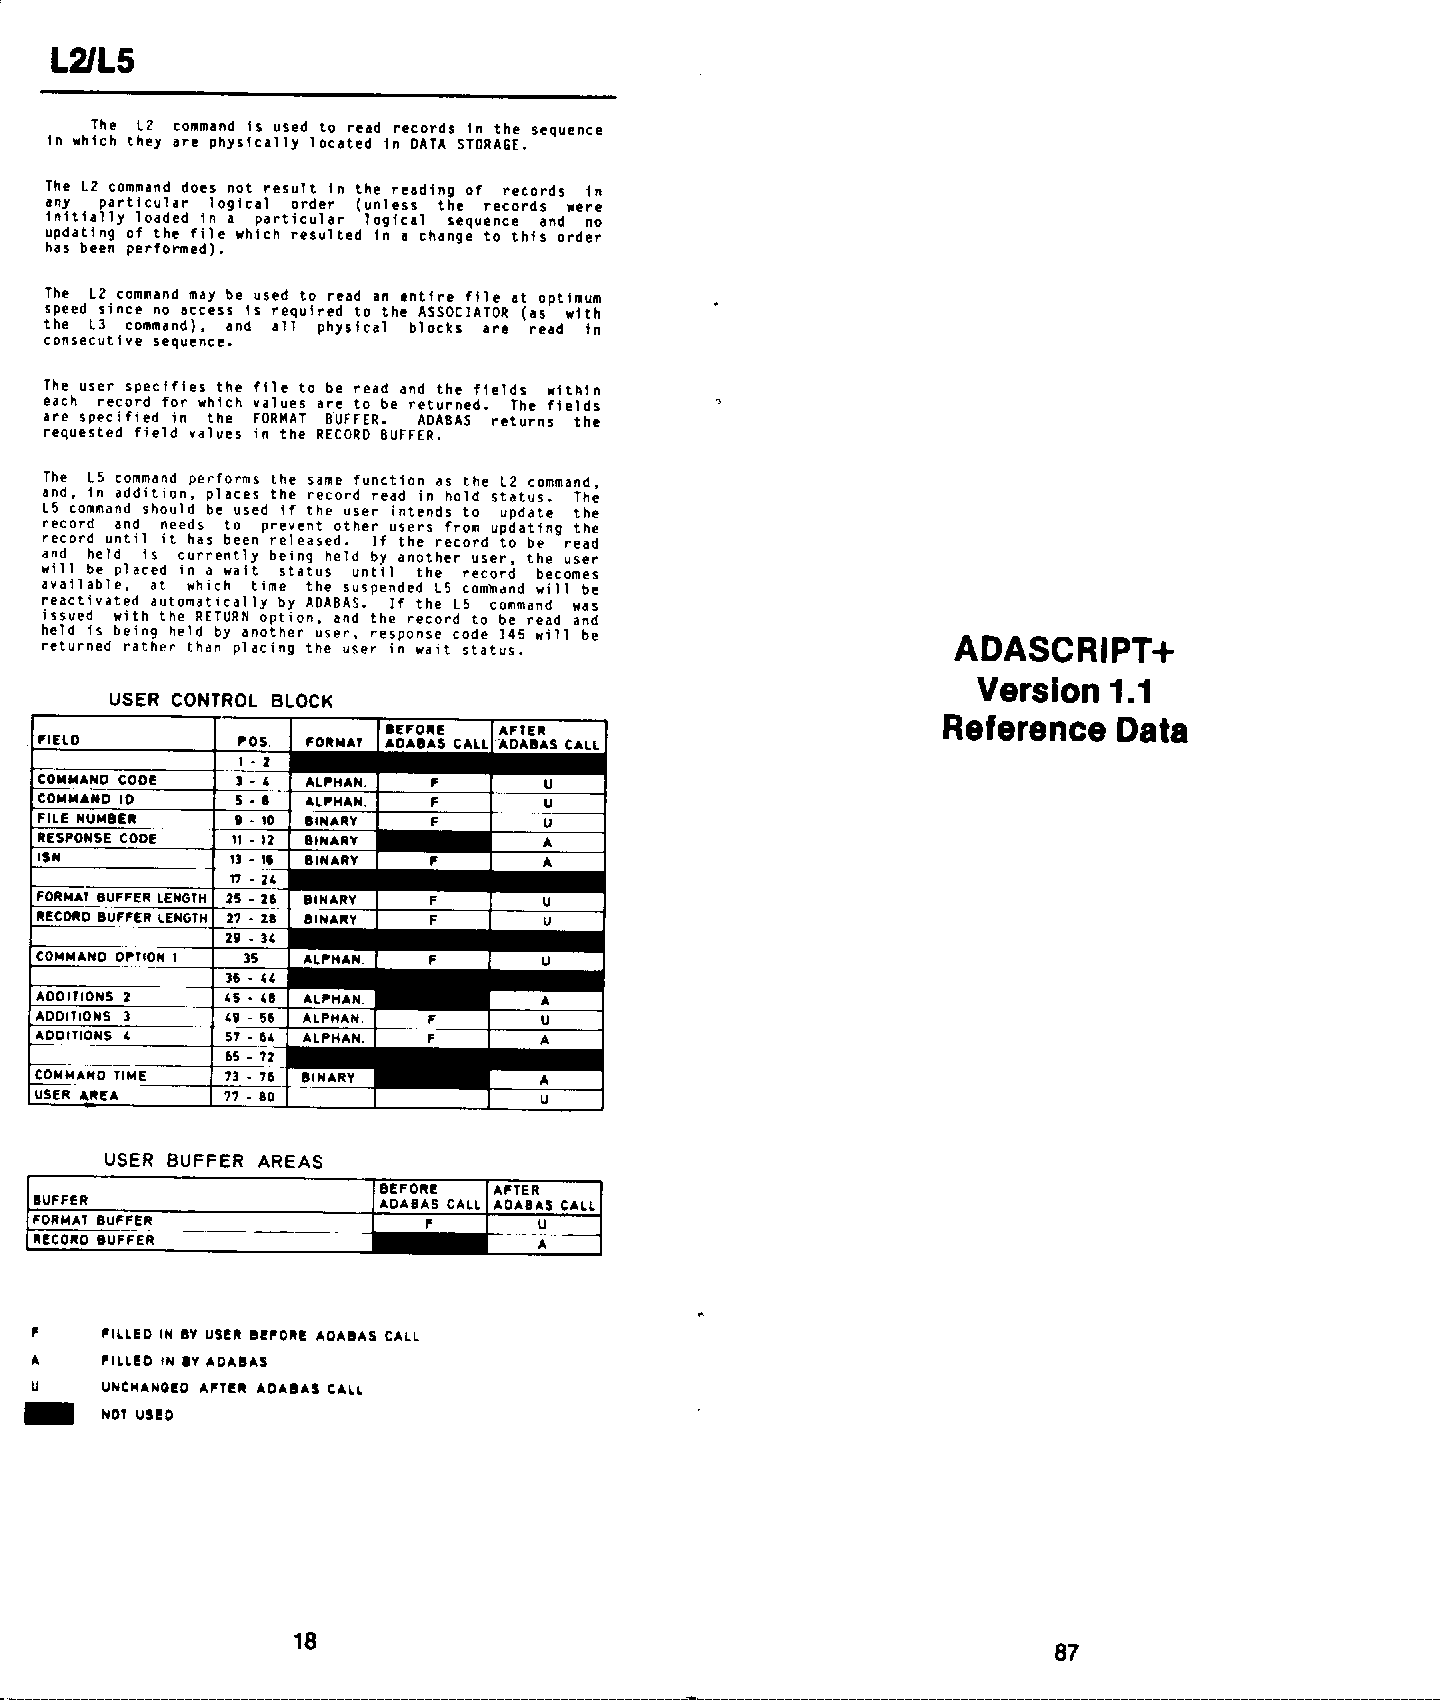 L2/L5
The L2 command is used to read records in the sequence
in which they are physically located in DATA STORAGE.
The L2 command does not result in the reading of records in
any particular logical order (unless the records were
initially loaded in a particular logical sequence and no
updating of the file which resulted in a change to this order
has been performed).
The L2 command may be used to read an entire file at optimum
speed since no access is required to the ASSOCIATOR (as with
the L3 command), and all physical blocks are read in
consecutive sequence.
The user specifies the file to be read and the fields within
each record for which values are to be returned. The fields
are specified in the FORMAT BUFFER. ADABAS returns the
requested field values in the RECORD BUFFER.
The L5 command performs the same function as the L2 command,
and, in addition, places the record read in hold status. The
L5 command should be used if the user intends to update the
record and needs to prevent other users from updating the
record until it has been released. If the record to be read
and held is currently being held by another user, the user
will be placed in a wait status until the record becomes
available, at which time the suspended L5 command will be
reactivated automatically by ADABAS. If the L5 command was
issued with the RETURN option, and the record to be read and
held is being held by another user, response code 145 will be
returned rather than placing the user in wait status.
USER CONTROL BLOCK
FIELD POS. FORMAT BEFORE ADABAS CALL AFTER ADABAS CALL
1 - 2
COMMAND CODE 3 - 4 ALPHAN. F U
COMMAND ID 5 - 8 ALPHAN. F U
FILE NUMBER 9 - 10 BINARY F U
RESPONSE CODE 11 - 12 BINARY A
ISN 13 - 16 BINARY F A
17 - 24
FORMAT BUFFER LENGTH 25 - 26 BINARY F U
RECORD BUFFER LENGTH 27 - 28 BINARY F U
29 - 34
COMMAND OPTION 1 35 ALPHAN. F U
36 - 44
ADDITIONS 2 45 - 48 ALPHAN. A
ADDITIONS 3 49 - 56 ALPHAN. F U
ADDITIONS 4 57 - 64 ALPHAN. F A
65 - 72
COMMAND TIME 73 - 76 BINARY A
USER AREA 77 - 80 U
USER BUFFER AREAS
BUFFER BEFORE ADABAS CALL AFTER ADABAS CALL
FORMAT BUFFER F U
RECORD BUFFER A
F FILLED IN BY USER BEFORE ADABAS CALL
A FILLED IN BY ADABAS
U UNCHANGED AFTER ADABAS CALL
NOT USED
18
ADASCRIPT+
Version 1.1
Reference Data
87